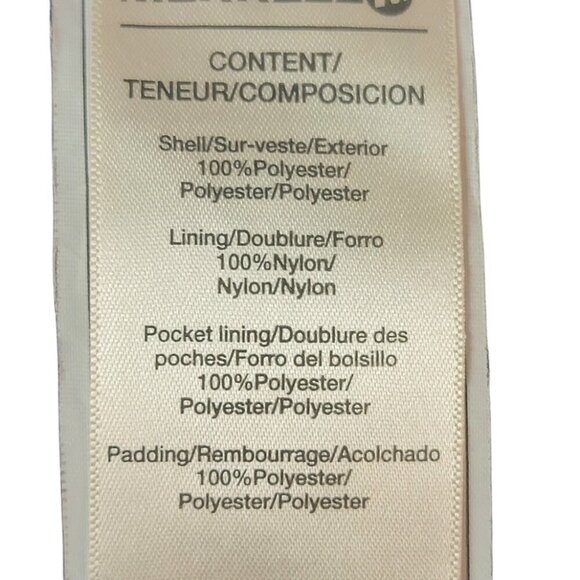 MERRELL
CONTENT/
TENEUR/COMPOSICION
Shell/Sur-veste/Exterior
100%Polyester/
Polyester/Polyester
Lining/Doublure/Forro
100%Nylon/
Nylon/Nylon
Pocket lining/Doublure des
poches/Forro del bolsillo
100%Polyester/
Polyester/Polyester
Padding/Rembourrage/Acolchado
100%Polyester/
Polyester/Polyester